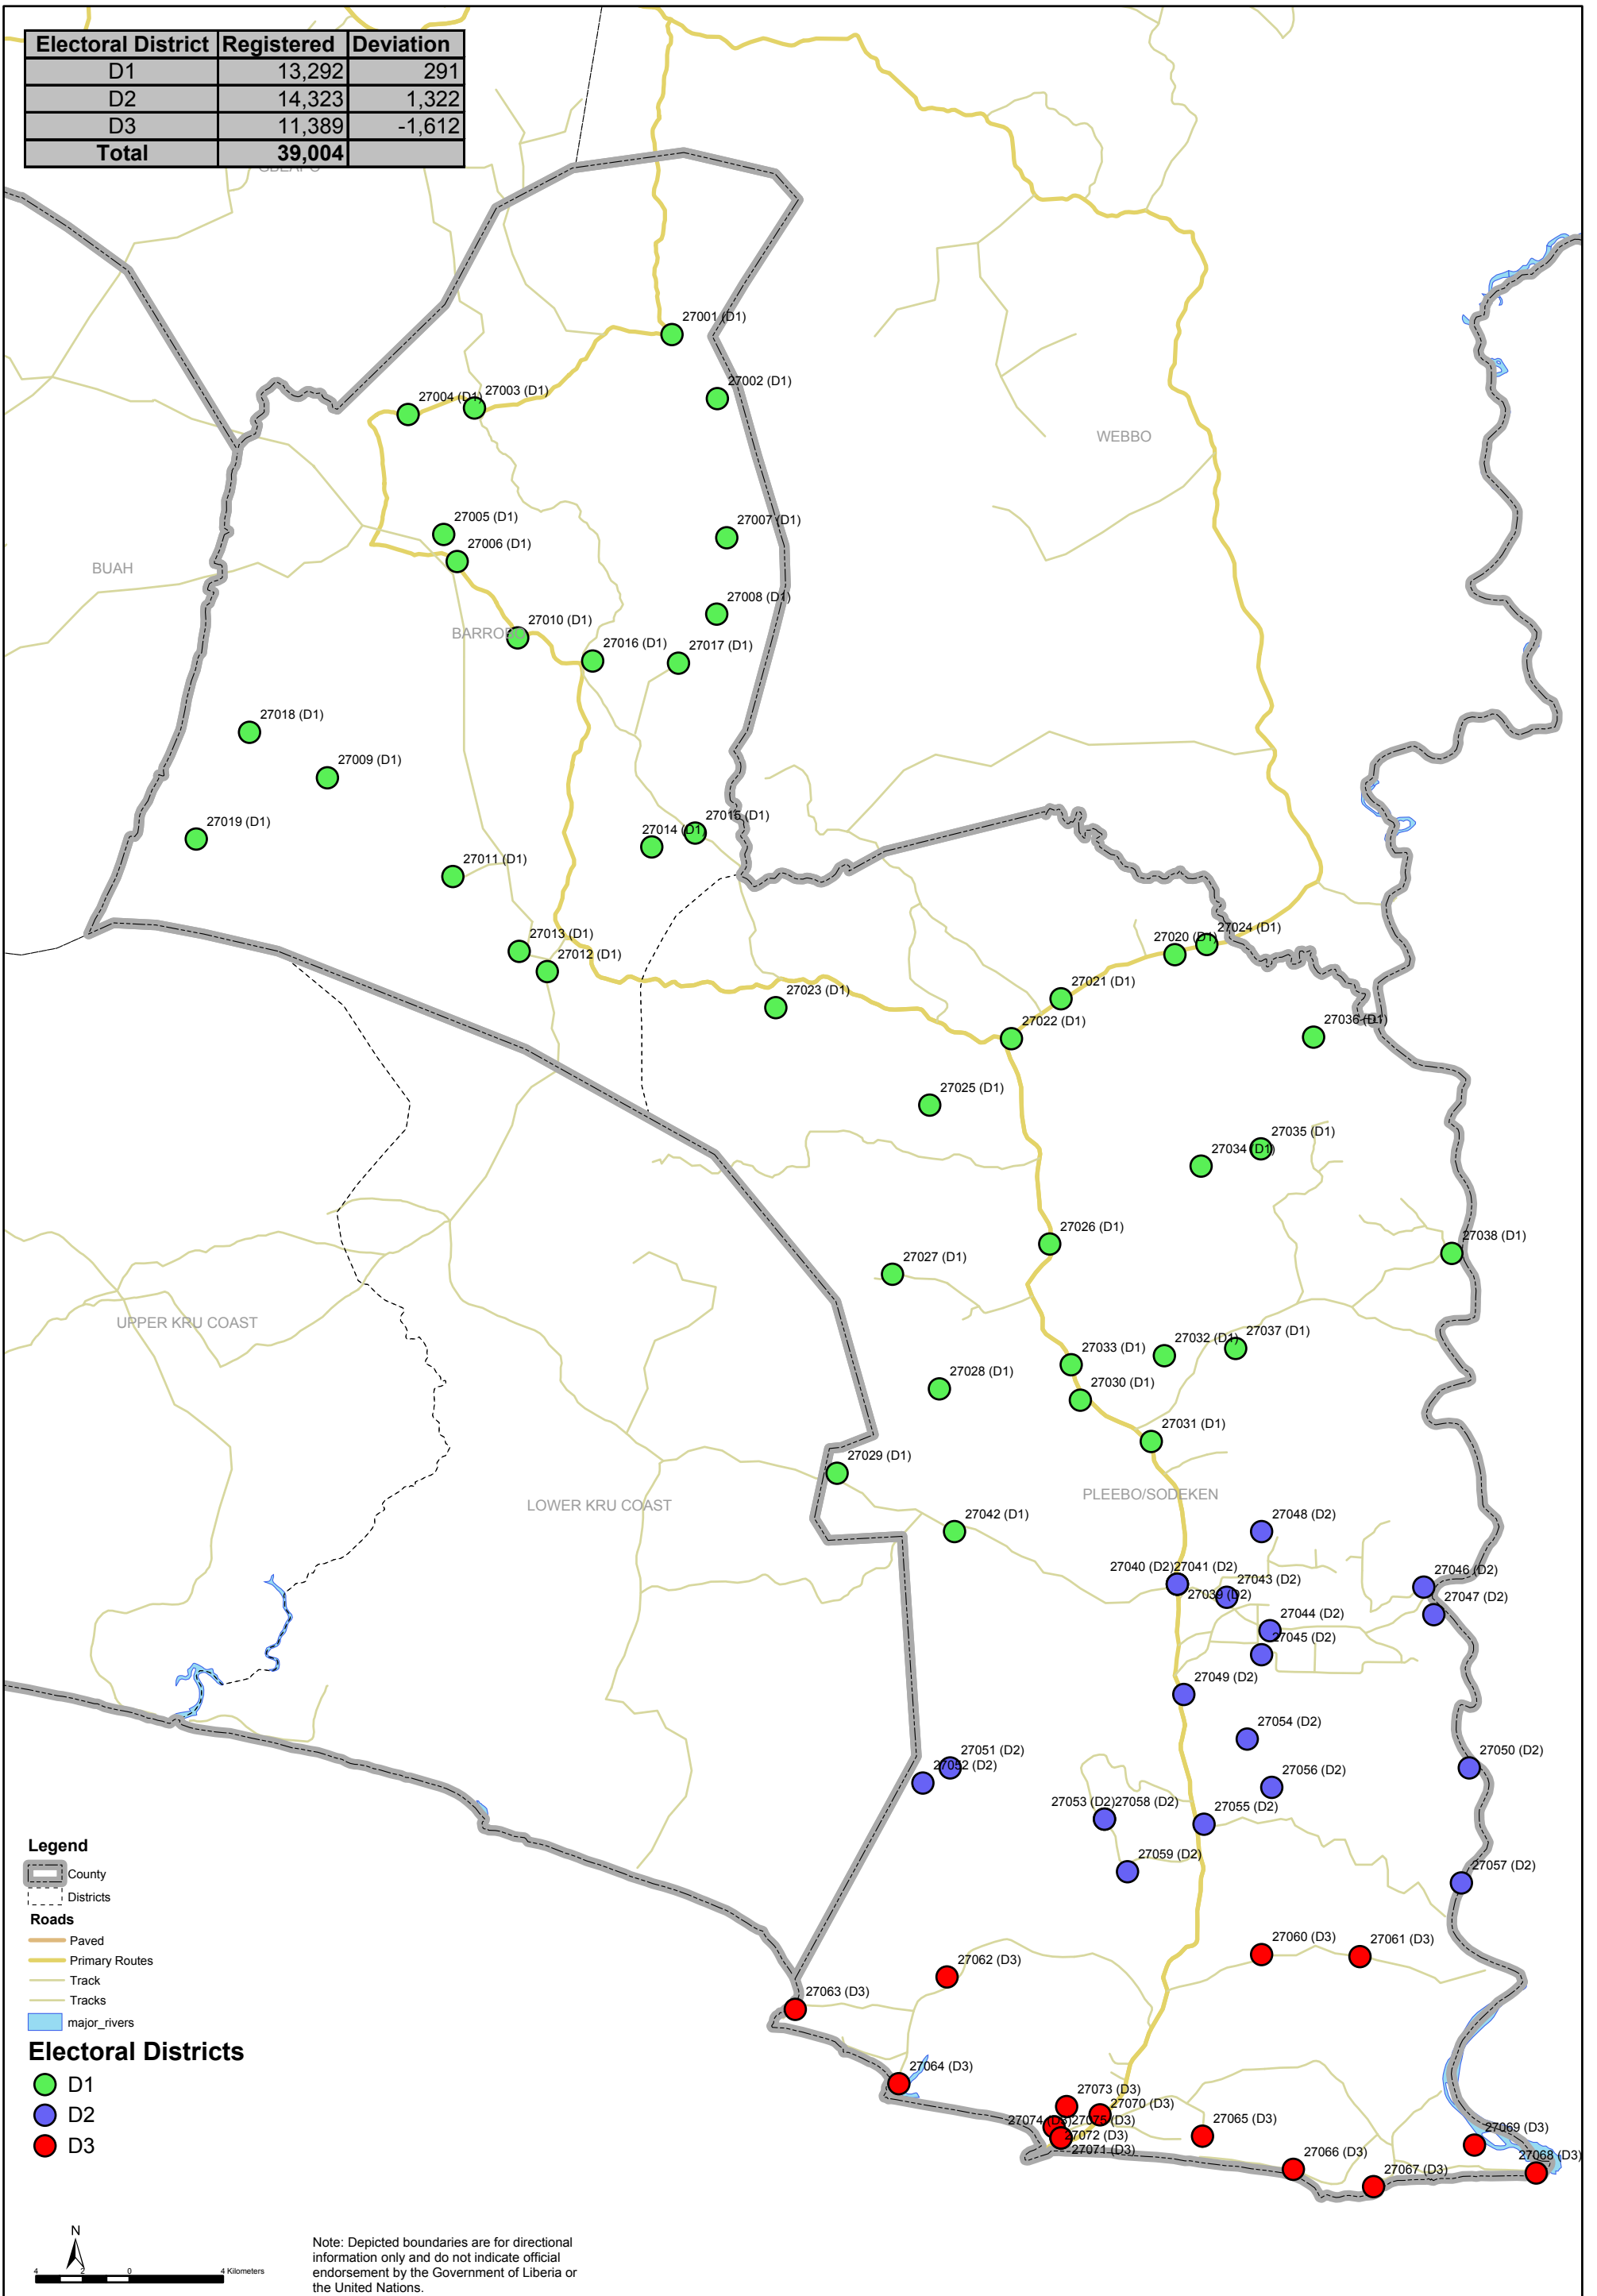 Electoral District Registered Deviation
D1 13,292 291
D2 14,323 1,322
D3 11,389 -1,612
Total 39,004
27001 (D1)
27002 (D1)
27004 (D1)
27003 (D1)
WEBBO
27005 (D1)
27007 (D1)
27006 (D1)
BUAH
27008 (D1)
27010 (D1)
BARROBO
27016 (D1)
27017 (D1)
27018 (D1)
27009 (D1)
27019 (D1)
27014 (D1)
27015 (D1)
27011 (D1)
27013 (D1)
27012 (D1)
27020 (D1)
27024 (D1)
27021 (D1)
27023 (D1)
27022 (D1)
27036 (D1)
27025 (D1)
27035 (D1)
27034 (D1)
27026 (D1)
27038 (D1)
27027 (D1)
UPPER KRU COAST
27033 (D1)
27032 (D1)
27037 (D1)
27028 (D1)
27030 (D1)
27031 (D1)
27029 (D1)
PLEEBO/SODEKEN
LOWER KRU COAST
27042 (D1)
27048 (D2)
27040 (D2)
27041 (D2)
27043 (D2)
27039 (D2)
27046 (D2)
27047 (D2)
27044 (D2)
27045 (D2)
27049 (D2)
27054 (D2)
27051 (D2)
27052 (D2)
27050 (D2)
27056 (D2)
27053 (D2)
27058 (D2)
27055 (D2)
27059 (D2)
27057 (D2)
27060 (D3)
27061 (D3)
27062 (D3)
27063 (D3)
27064 (D3)
27073 (D3)
27070 (D3)
27074 (D3)
27075 (D3)
27072 (D3)
27071 (D3)
27065 (D3)
27069 (D3)
27066 (D3)
27067 (D3)
27068 (D3)
Legend
County
Districts
Roads
Paved
Primary Routes
Track
Tracks
major_rivers
Electoral Districts
D1
D2
D3
N
4 2 0 4 Kilometers
Note: Depicted boundaries are for directional
information only and do not indicate official
endorsement by the Government of Liberia or
the United Nations.